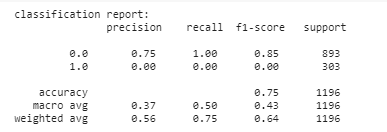 classification report:
precision recall f1-score support
0.0 0.75 1.00 0.85 893
1.0 0.00 0.00 0.00 303
accuracy 0.75 1196
macro avg 0.37 0.50 0.43 1196
weighted avg 0.56 0.75 0.64 1196